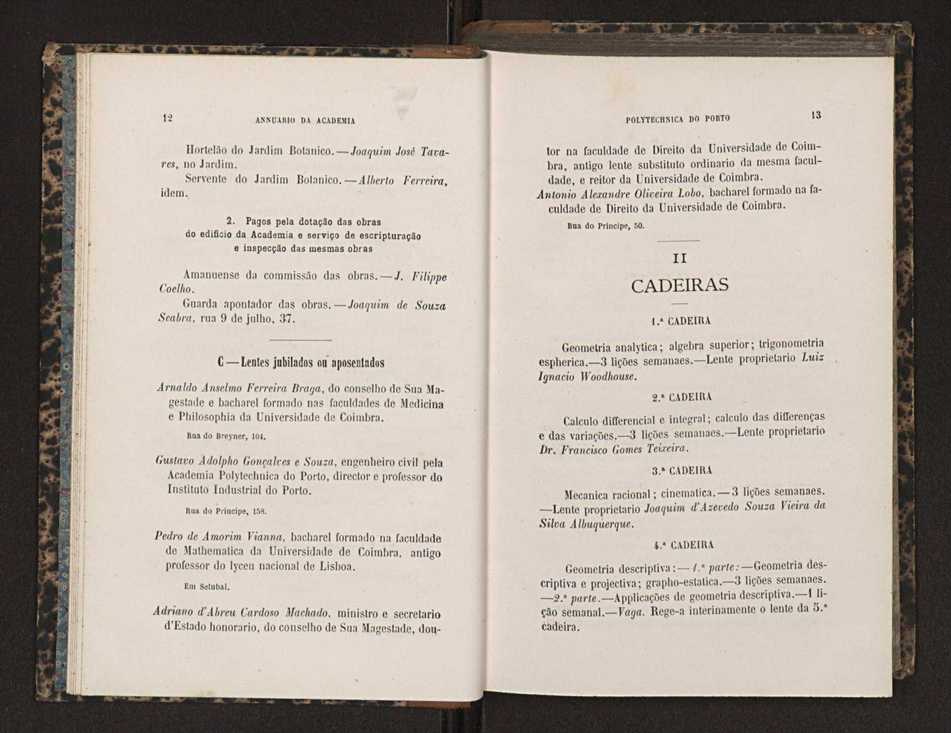 12
ANNUARIO DA ACADEMIA
Hortelão do Jardim Botanico.—Joaquim José Tava-
res, no Jardim.
Servente do Jardim Botanico.—Alberto Ferreira,
idem.
2. Pagos pela dotação das obras
do edificio da Academia e serviço de escripturação
e inspecção das mesmas obras
Amanuense da commissão das obras.—J. Filippe
Coelho.
Guarda apontador das obras.—Joaquim de Souza
Seabra, rua 9 de julho, 37.
C—Lentes jubilados ou aposentados
Arnaldo Anselmo Ferreira Braga, do conselho de Sua Ma-
gestade e bacharel formado nas faculdades de Medicina
e Philosophia da Universidade de Coimbra.
Rua do Breyner, 104.
Gustavo Adolpho Gonçalves e Souza, engenheiro civil pela
Academia Polytechnica do Porto, director e professor do
Instituto Industrial do Porto.
Rua do Principe, 158.
Pedro de Amorim Vianna, bacharel formado na faculdade
de Mathematica da Universidade de Coimbra, antigo
professor do lyceu nacional de Lisboa.
Em Setubal.
Adriano d'Abreu Cardoso Machado, ministro e secretario
d'Estado honorario, do conselho de Sua Magestade, dou-
POLYTECHNICA DO PORTO
13
tor na faculdade de Direito da Universidade de Coim-
bra, antigo lente substituto ordinario da mesma facul-
dade, e reitor da Universidade de Coimbra.
Antonio Alexandre Oliveira Lobo, bacharel formado na fa-
culdade de Direito da Universidade de Coimbra.
Rua do Principe, 50.
II
CADEIRAS
1.ª CADEIRA
Geometria analytica; algebra superior; trigonometria
espherica.—3 lições semanaes.—Lente proprietario Luiz
Ignacio Woodhouse.
2.ª CADEIRA
Calculo differencial e integral; calculo das differenças
e das variações.—3 lições semanaes.—Lente proprietario
Dr. Francisco Gomes Teixeira.
3.ª CADEIRA
Mecanica racional; cinematica.—3 lições semanaes.
—Lente proprietario Joaquim d'Azevedo Souza Vieira da
Silva Albuquerque.
4.ª CADEIRA
Geometria descriptiva:—1.ª parte:—Geometria des-
criptiva e projectiva; grapho-estatica.—3 lições semanaes.
—2.ª parte.—Applicações de geometria descriptiva.—1 li-
ção semanal.—Vaga. Rege-a interinamente o lente da 5.ª
cadeira.